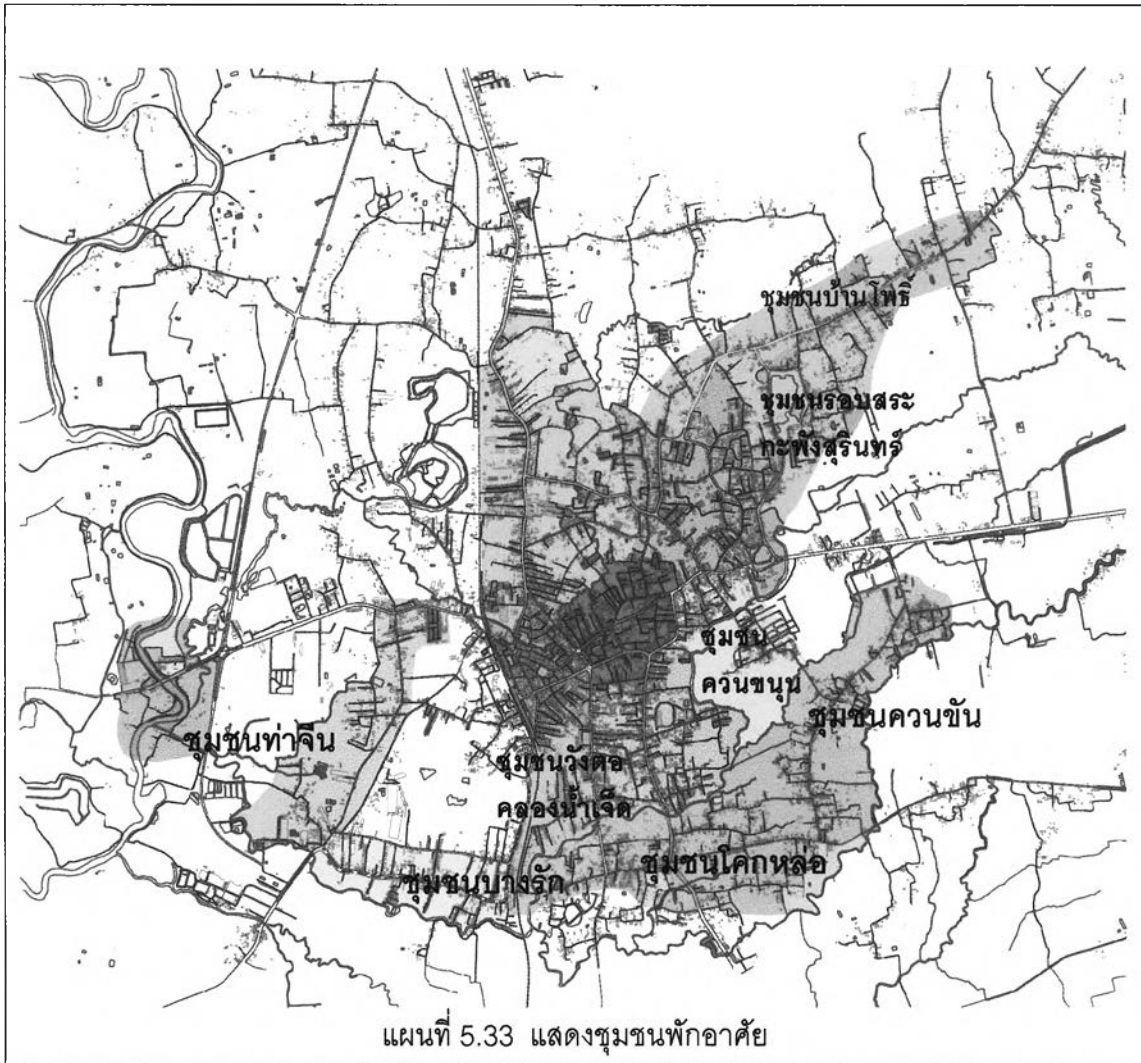 ชุมชนบ้านโพธิ์
ชุมชนรอบสระ
กะพังสุรินทร์
ชุมชน
ควนขนุน
ชุมชนควนขัน
ชุมชนท่าจีน
ชุมชนวังตอ
คลองน้ำเจ็ด
ชุมชนโคกหล่อ
ชุมชนบางรัก
แผนที่ 5.33 แสดงชุมชนพักอาศัย